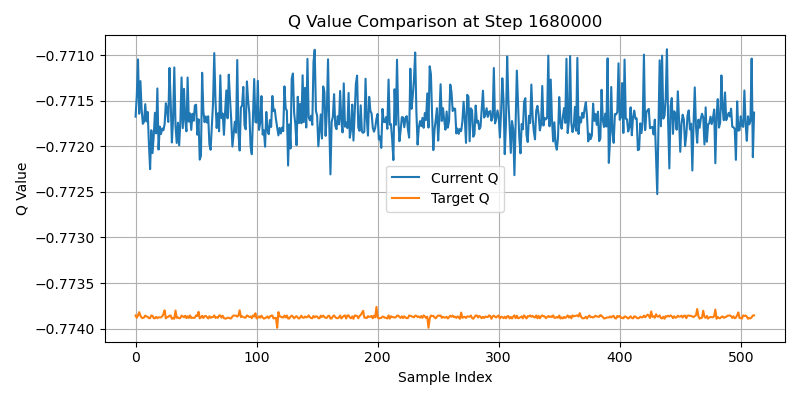 Q Value Comparison at Step 1680000
−0.7710
−0.7715
−0.7720
−0.7725
−0.7730
−0.7735
−0.7740
Q Value
Current Q
Target Q
0
100
200
300
400
500
Sample Index